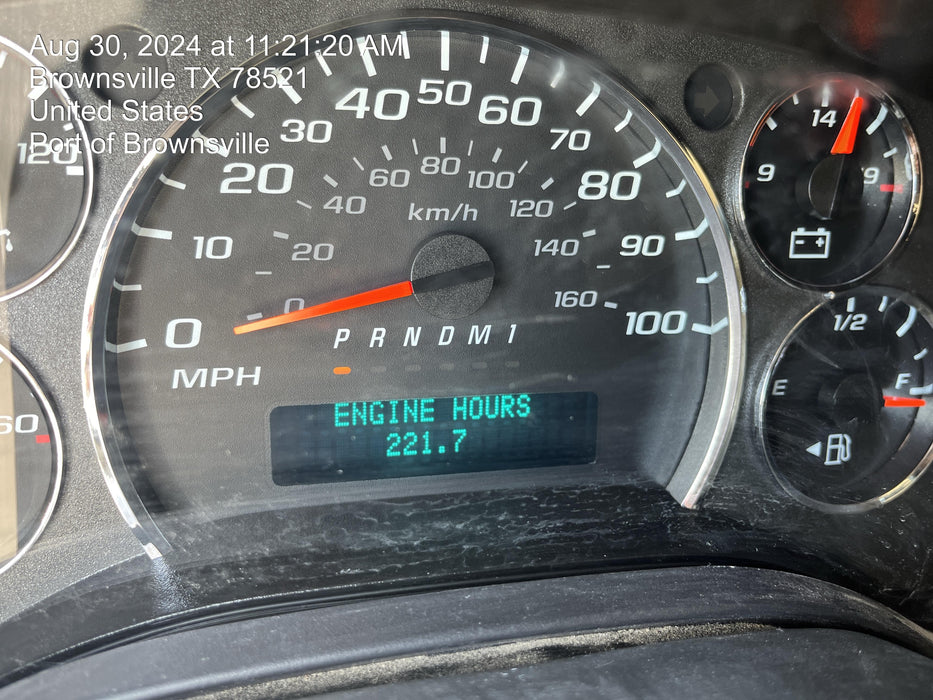 Aug 30, 2024 at 11:21:20 AM
Brownsville TX 78521
United States
Port of Brownsville
120
60
0 10 20 30 40 50 60 70 80 90 100
MPH
0 20 40 60 80 100 120 140 160
km/h
P R N D M 1
ENGINE HOURS
221.7
9 14 19
E 1/2 F